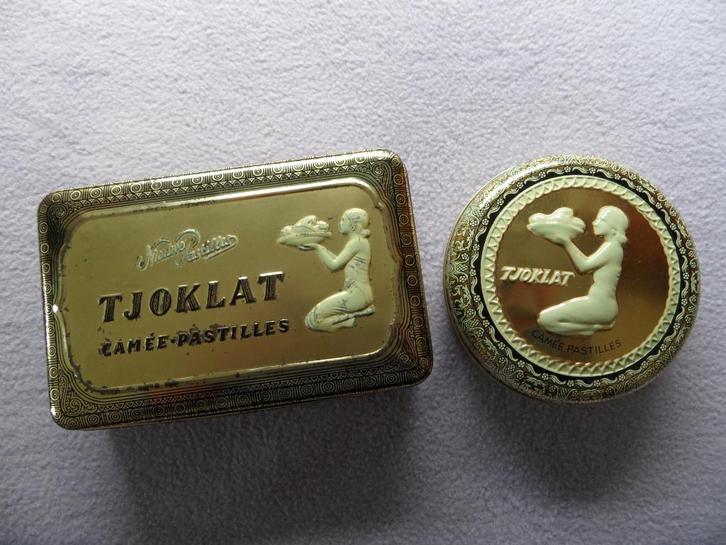 Nieuwe Pastilles
TJOKLAT
CAMÉE-PASTILLES
TJOKLAT
CAMÉE PASTILLES